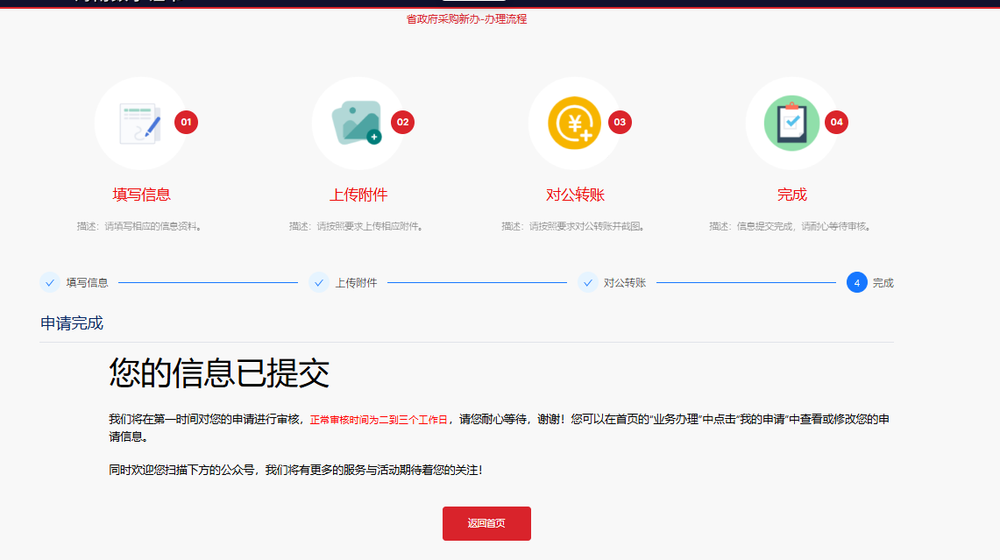 省政府采购新办-办理流程
01
02
03
04
填写信息
上传附件
对公转账
完成
描述：请填写相应的信息资料。
描述：请按照要求上传相应附件。
描述：请按照要求对公转账并截图。
描述：信息提交完成，请耐心等待审核。
填写信息
上传附件
对公转账
4 完成
申请完成
您的信息已提交
我们将在第一时间对您的申请进行审核，正常审核时间为二到三个工作日，请您耐心等待，谢谢！您可以在首页的“业务办理”中点击“我的申请”中查看或修改您的申
请信息。
同时欢迎您扫描下方的公众号，我们将有更多的服务与活动期待着您的关注！
返回首页